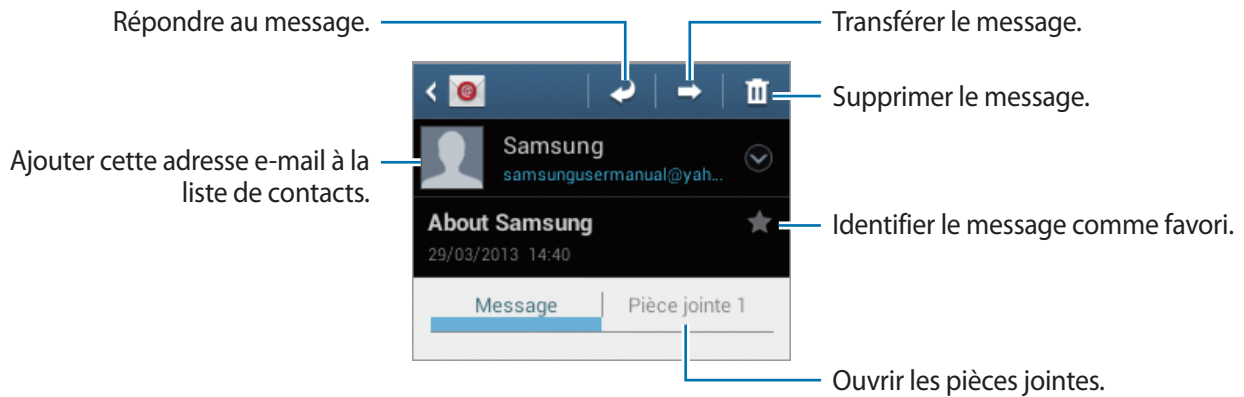 Répondre au message.
Transférer le message.
Supprimer le message.
Samsung
samsungusermanual@yah...
Ajouter cette adresse e-mail à la
liste de contacts.
About Samsung
29/03/2013 14:40
Identifier le message comme favori.
Message
Pièce jointe 1
Ouvrir les pièces jointes.